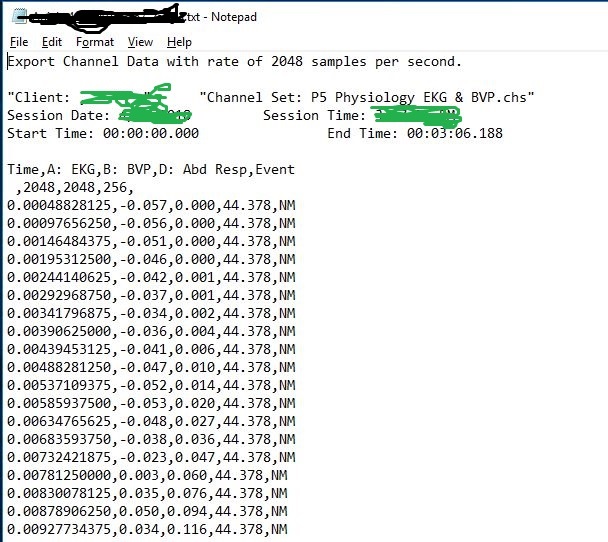 .txt - Notepad
File Edit Format View Help
Export Channel Data with rate of 2048 samples per second.
"Client: "Channel Set: P5 Physiology EKG & BVP.chs"
Session Date: Session Time:
Start Time: 00:00:00.000 End Time: 00:03:06.188
Time,A: EKG,B: BVP,D: Abd Resp,Event
,2048,2048,256,
0.00048828125,-0.057,0.000,44.378,NM
0.00097656250,-0.056,0.000,44.378,NM
0.00146484375,-0.051,0.000,44.378,NM
0.00195312500,-0.046,0.000,44.378,NM
0.00244140625,-0.042,0.001,44.378,NM
0.00292968750,-0.037,0.001,44.378,NM
0.00341796875,-0.034,0.002,44.378,NM
0.00390625000,-0.036,0.004,44.378,NM
0.00439453125,-0.041,0.006,44.378,NM
0.00488281250,-0.047,0.010,44.378,NM
0.00537109375,-0.052,0.014,44.378,NM
0.00585937500,-0.053,0.020,44.378,NM
0.00634765625,-0.048,0.027,44.378,NM
0.00683593750,-0.038,0.036,44.378,NM
0.00732421875,-0.023,0.047,44.378,NM
0.00781250000,0.003,0.060,44.378,NM
0.00830078125,0.035,0.076,44.378,NM
0.00878906250,0.050,0.094,44.378,NM
0.00927734375,0.034,0.116,44.378,NM